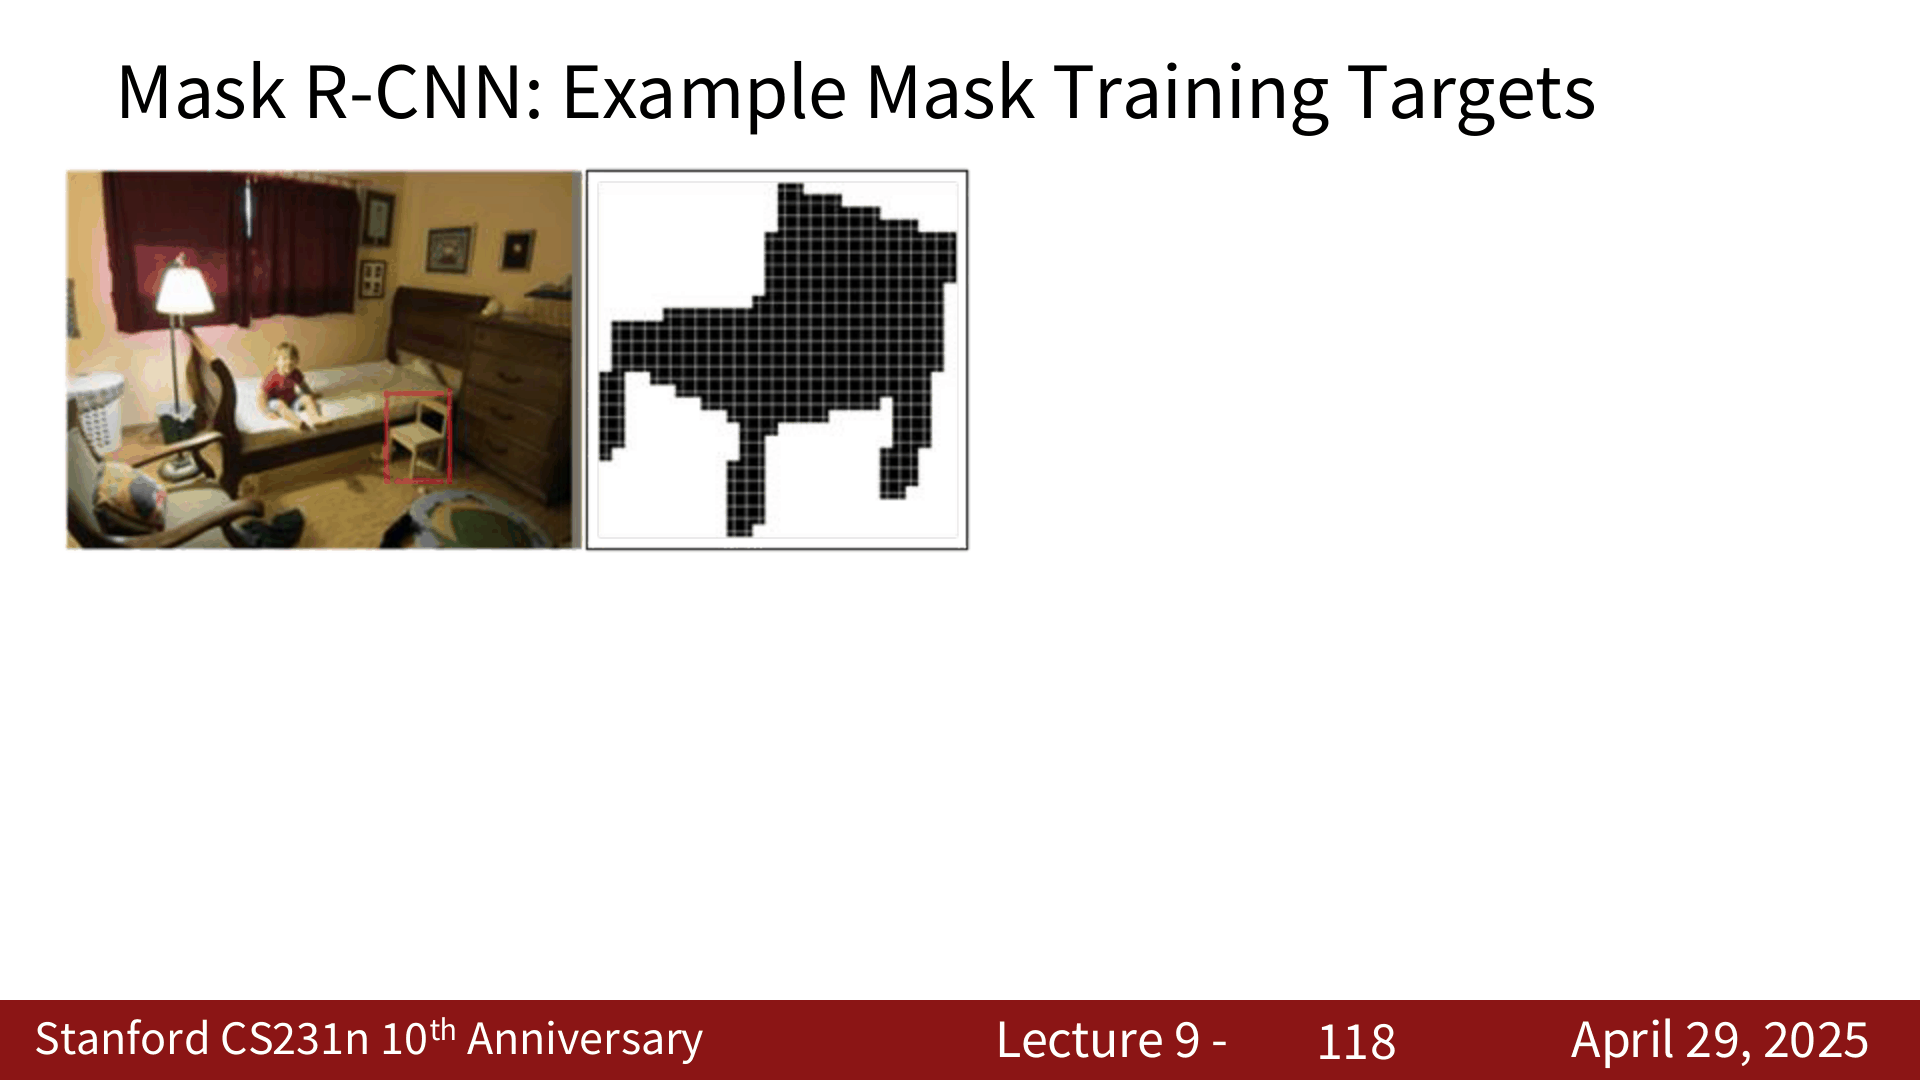 Mask R-CNN: Example Mask Training Targets
Stanford CS231n 10th Anniversary
Lecture 9 - 118
April 29, 2025